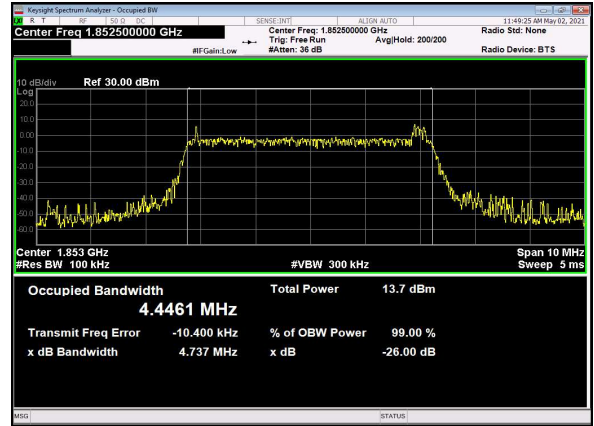 Keysight Spectrum Analyzer - Occupied BW
LXI R T RF 50 Ω DC SENSE:INT ALIGN AUTO 11:49:25 AM May 02, 2021
Center Freq 1.852500000 GHz Center Freq: 1.852500000 GHz Radio Std: None
Trig: Free Run Avg|Hold: 200/200
#IFGain:Low #Atten: 36 dB Radio Device: BTS
10 dB/div Ref 30.00 dBm
Log
20.0
10.0
0.00
-10.0
-20.0
-30.0
-40.0
-50.0
-60.0
Center 1.853 GHz Span 10 MHz
#Res BW 100 kHz #VBW 300 kHz Sweep 5 ms
Occupied Bandwidth Total Power 13.7 dBm
4.4461 MHz
Transmit Freq Error -10.400 kHz % of OBW Power 99.00 %
x dB Bandwidth 4.737 MHz x dB -26.00 dB
MSG STATUS